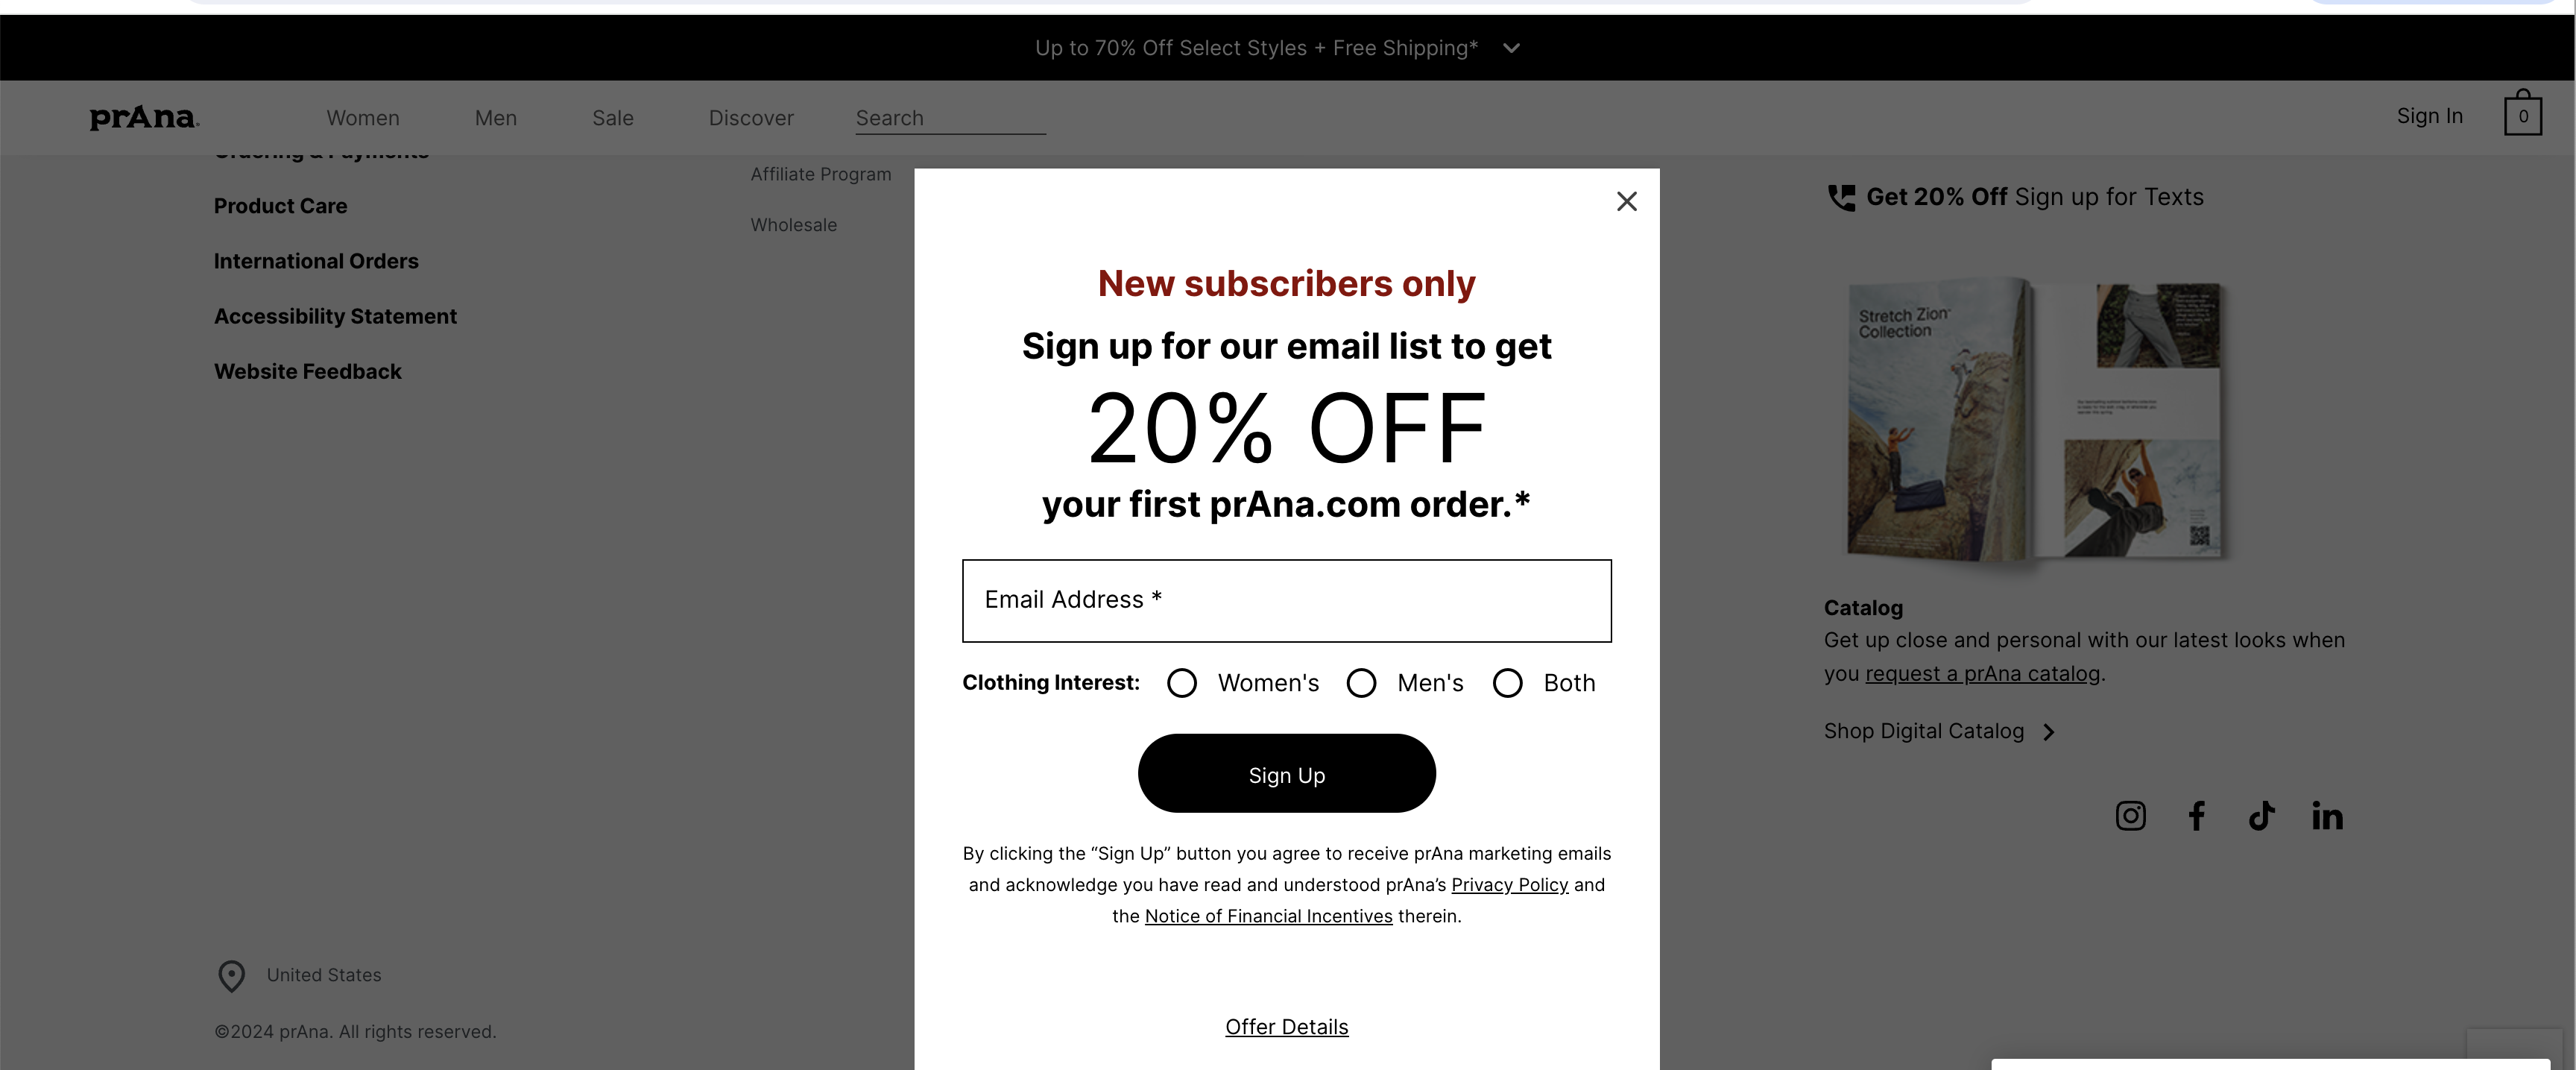 Up to 70% Off Select Styles + Free Shipping*
prAna
Women
Men
Sale
Discover
Search
Sign In
0
Ordering & Payments
Product Care
International Orders
Accessibility Statement
Website Feedback
Affiliate Program
Wholesale
New subscribers only
Sign up for our email list to get
20% OFF
your first prAna.com order.*
Email Address *
Clothing Interest: Women's Men's Both
Sign Up
By clicking the “Sign Up” button you agree to receive prAna marketing emails
and acknowledge you have read and understood prAna’s Privacy Policy and
the Notice of Financial Incentives therein.
Offer Details
Get 20% Off Sign up for Texts
Stretch Zion
Collection
Catalog
Get up close and personal with our latest looks when
you request a prAna catalog.
Shop Digital Catalog
United States
©2024 prAna. All rights reserved.